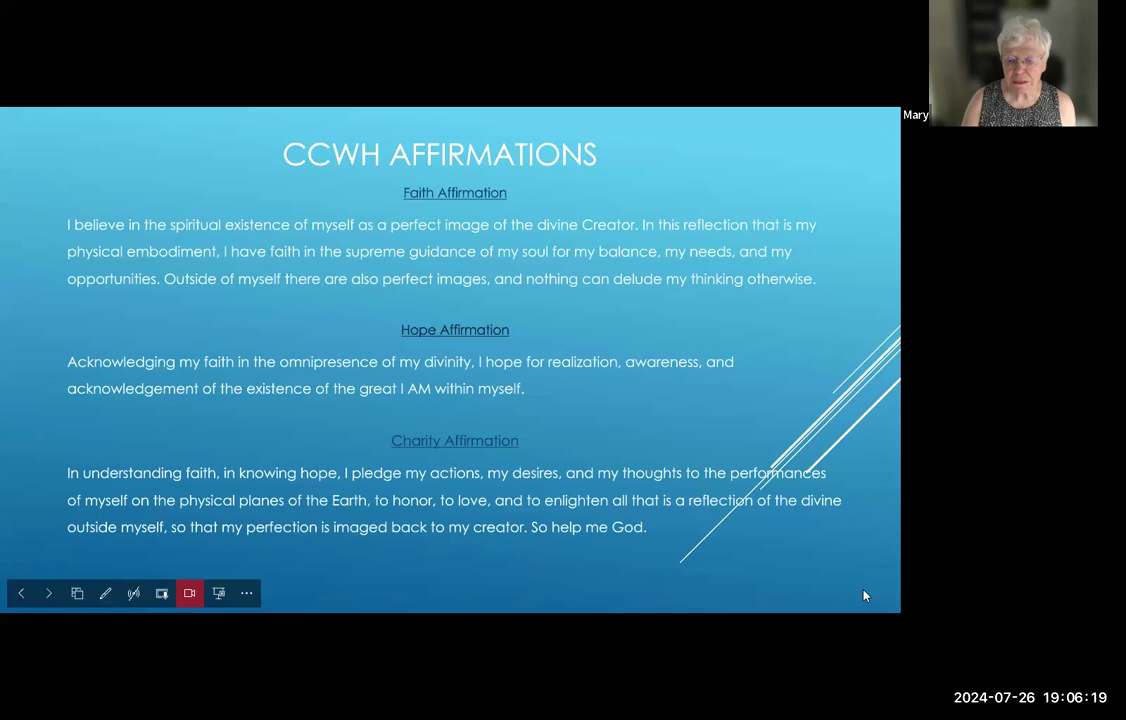 Mary
CCWH AFFIRMATIONS
Faith Affirmation
I believe in the spiritual existence of myself as a perfect image of the divine Creator. In this reflection that is my
physical embodiment, I have faith in the supreme guidance of my soul for my balance, my needs, and my
opportunities. Outside of myself there are also perfect images, and nothing can delude my thinking otherwise.
Hope Affirmation
Acknowledging my faith in the omnipresence of my divinity, I hope for realization, awareness, and
acknowledgement of the existence of the great I AM within myself.
Charity Affirmation
In understanding faith, in knowing hope, I pledge my actions, my desires, and my thoughts to the performances
of myself on the physical planes of the Earth, to honor, to love, and to enlighten all that is a reflection of the divine
outside myself, so that my perfection is imaged back to my creator. So help me God.
2024-07-26 19:06:19